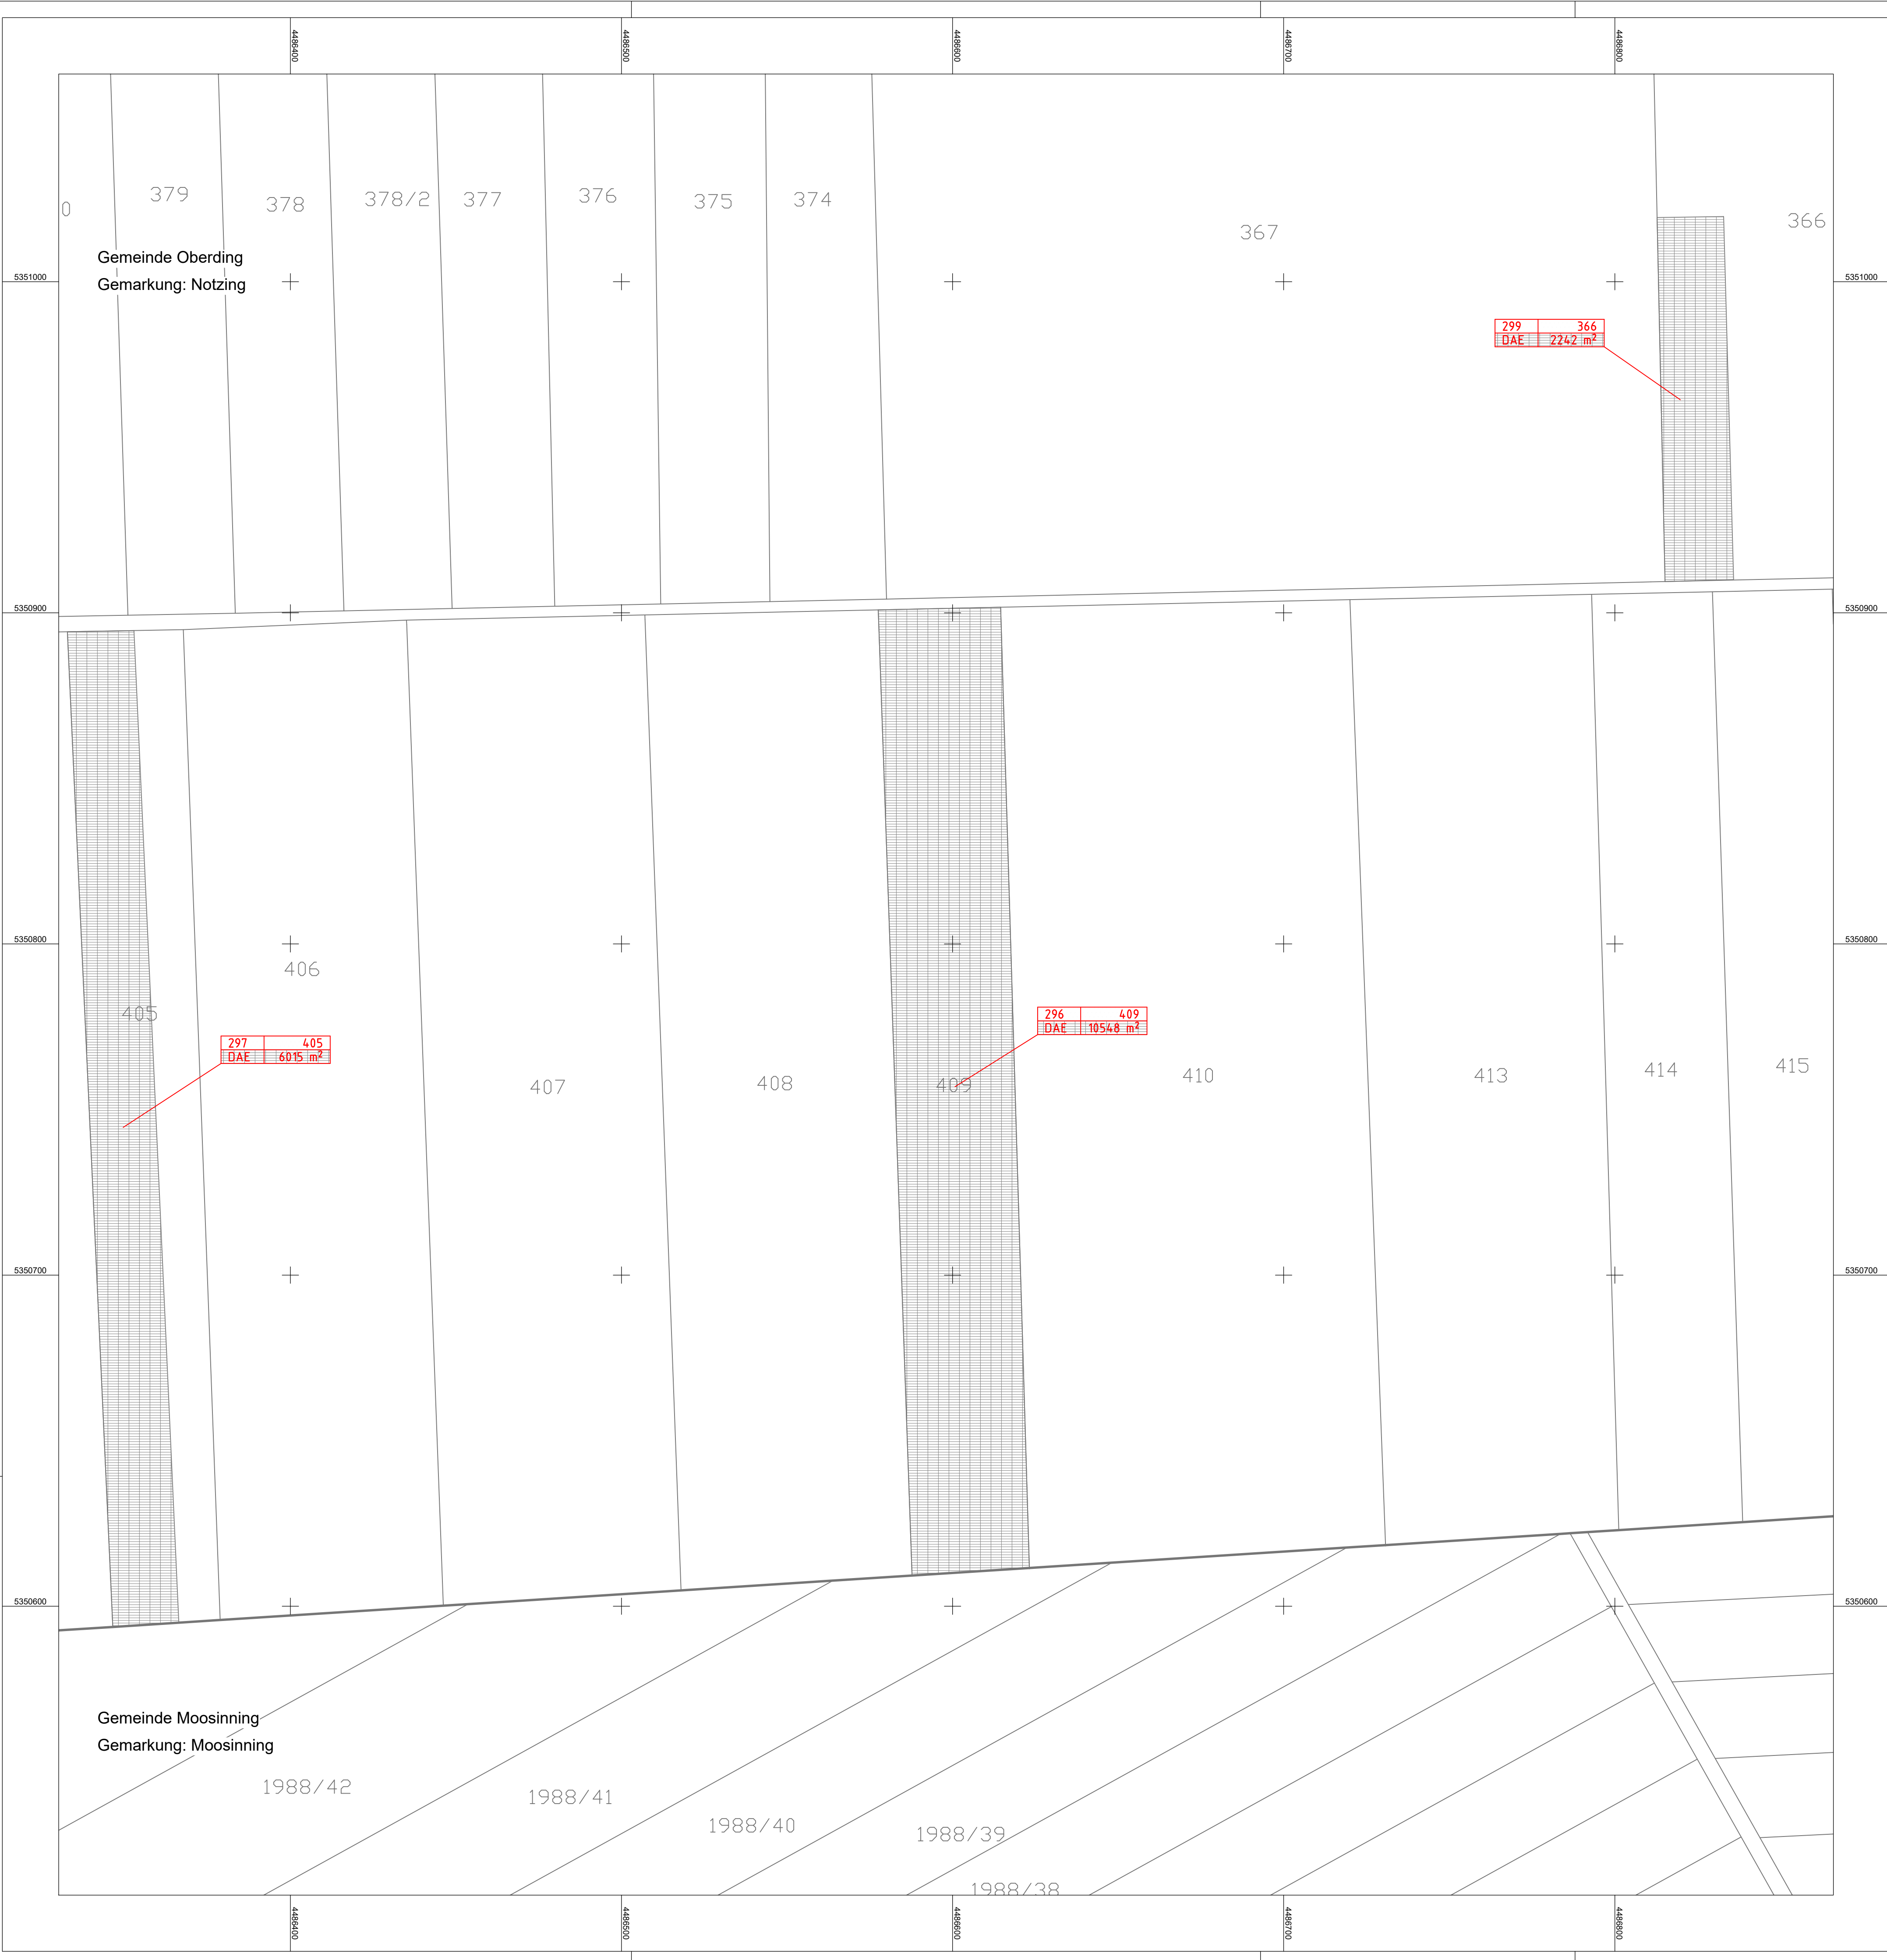 4486400 4486500 4486600 4486700 4486800
379 378 378/2 377 376 375 374 367 366
0
Gemeinde Oberding
Gemarkung: Notzing
5351000 5351000
299 366
DAE 2242 m²
5350900 5350900
5350800 5350800
406
405
297 405
DAE 6015 m²
296 409
DAE 10548 m²
407 408 409 410 413 414 415
5350700 5350700
5350600 5350600
Gemeinde Moosinning
Gemarkung: Moosinning
1988/42 1988/41 1988/40 1988/39
1988/38
4486400 4486500 4486600 4486700 4486800